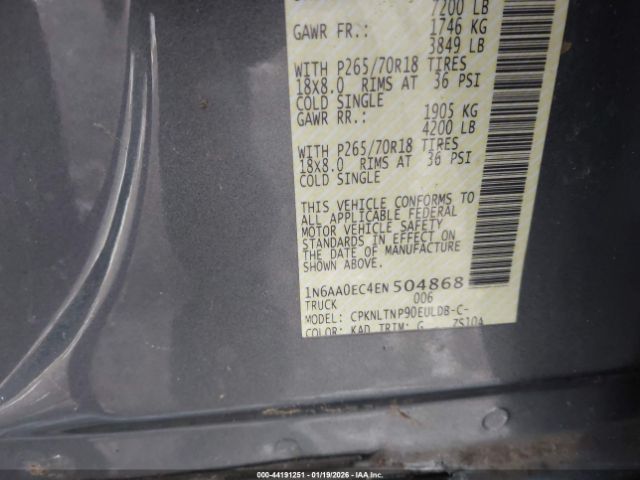 7200 LB
GAWR FR.: 1746 KG
3849 LB
WITH P265/70R18 TIRES
18X8.0 RIMS AT 36 PSI
COLD SINGLE
GAWR RR.: 1905 KG
4200 LB
WITH P265/70R18 TIRES
18X8.0 RIMS AT 36 PSI
COLD SINGLE
THIS VEHICLE CONFORMS TO
ALL APPLICABLE FEDERAL
MOTOR VEHICLE SAFETY
STANDARDS IN EFFECT ON
THE DATE OF MANUFACTURE
SHOWN ABOVE.
1N6AA0EC4EN504868
TRUCK 006
MODEL: CPKNLTNP90EULDB-C-
COLOR: KAD TRIM: G ZS10A
000-44191251 - 01/19/2026 - IAAI.COM